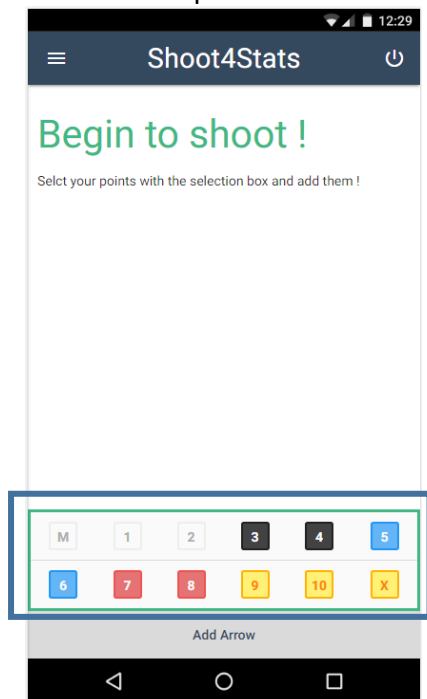 12:29
Shoot4Stats
Begin to shoot !
Selct your points with the selection box and add them !
M 1 2 3 4 5
6 7 8 9 10 X
Add Arrow